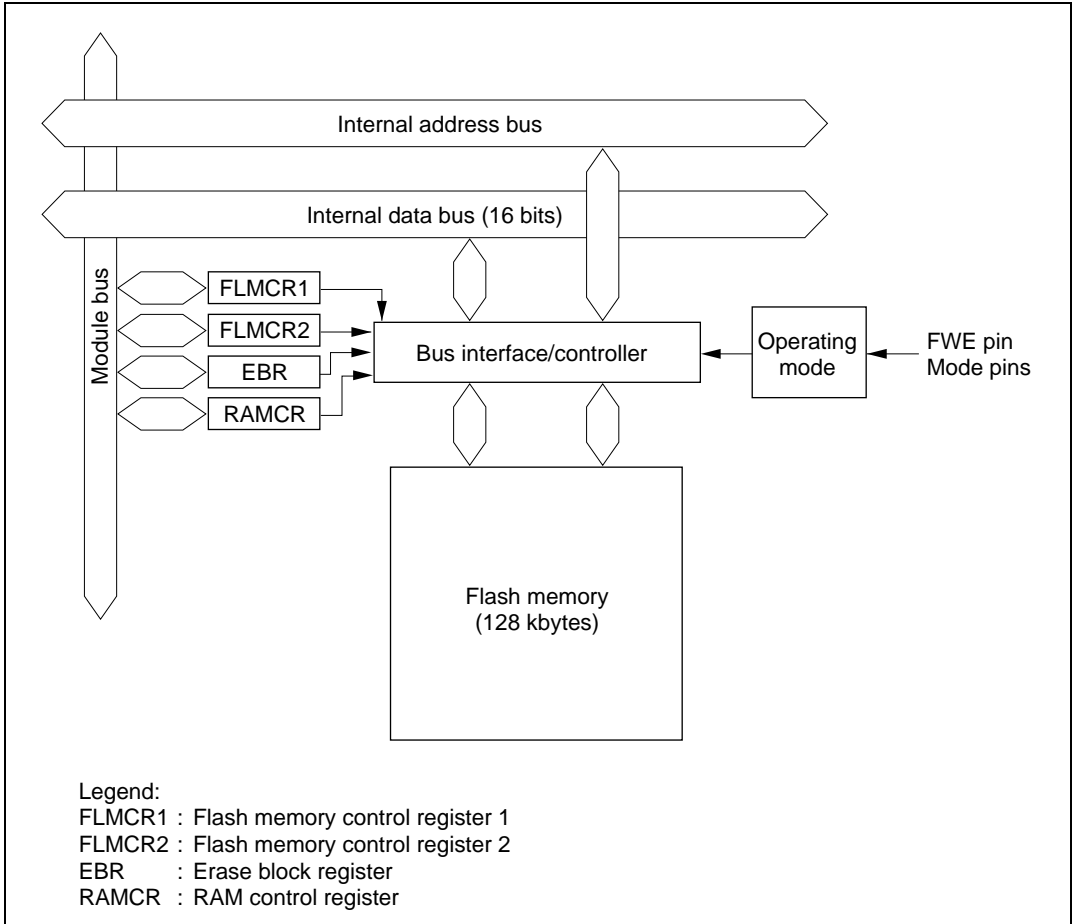 Internal address bus
Internal data bus (16 bits)
Module bus
FLMCR1
FLMCR2
EBR
RAMCR
Bus interface/controller
Operating
mode
FWE pin
Mode pins
Flash memory
(128 kbytes)
Legend:
FLMCR1 : Flash memory control register 1
FLMCR2 : Flash memory control register 2
EBR : Erase block register
RAMCR : RAM control register